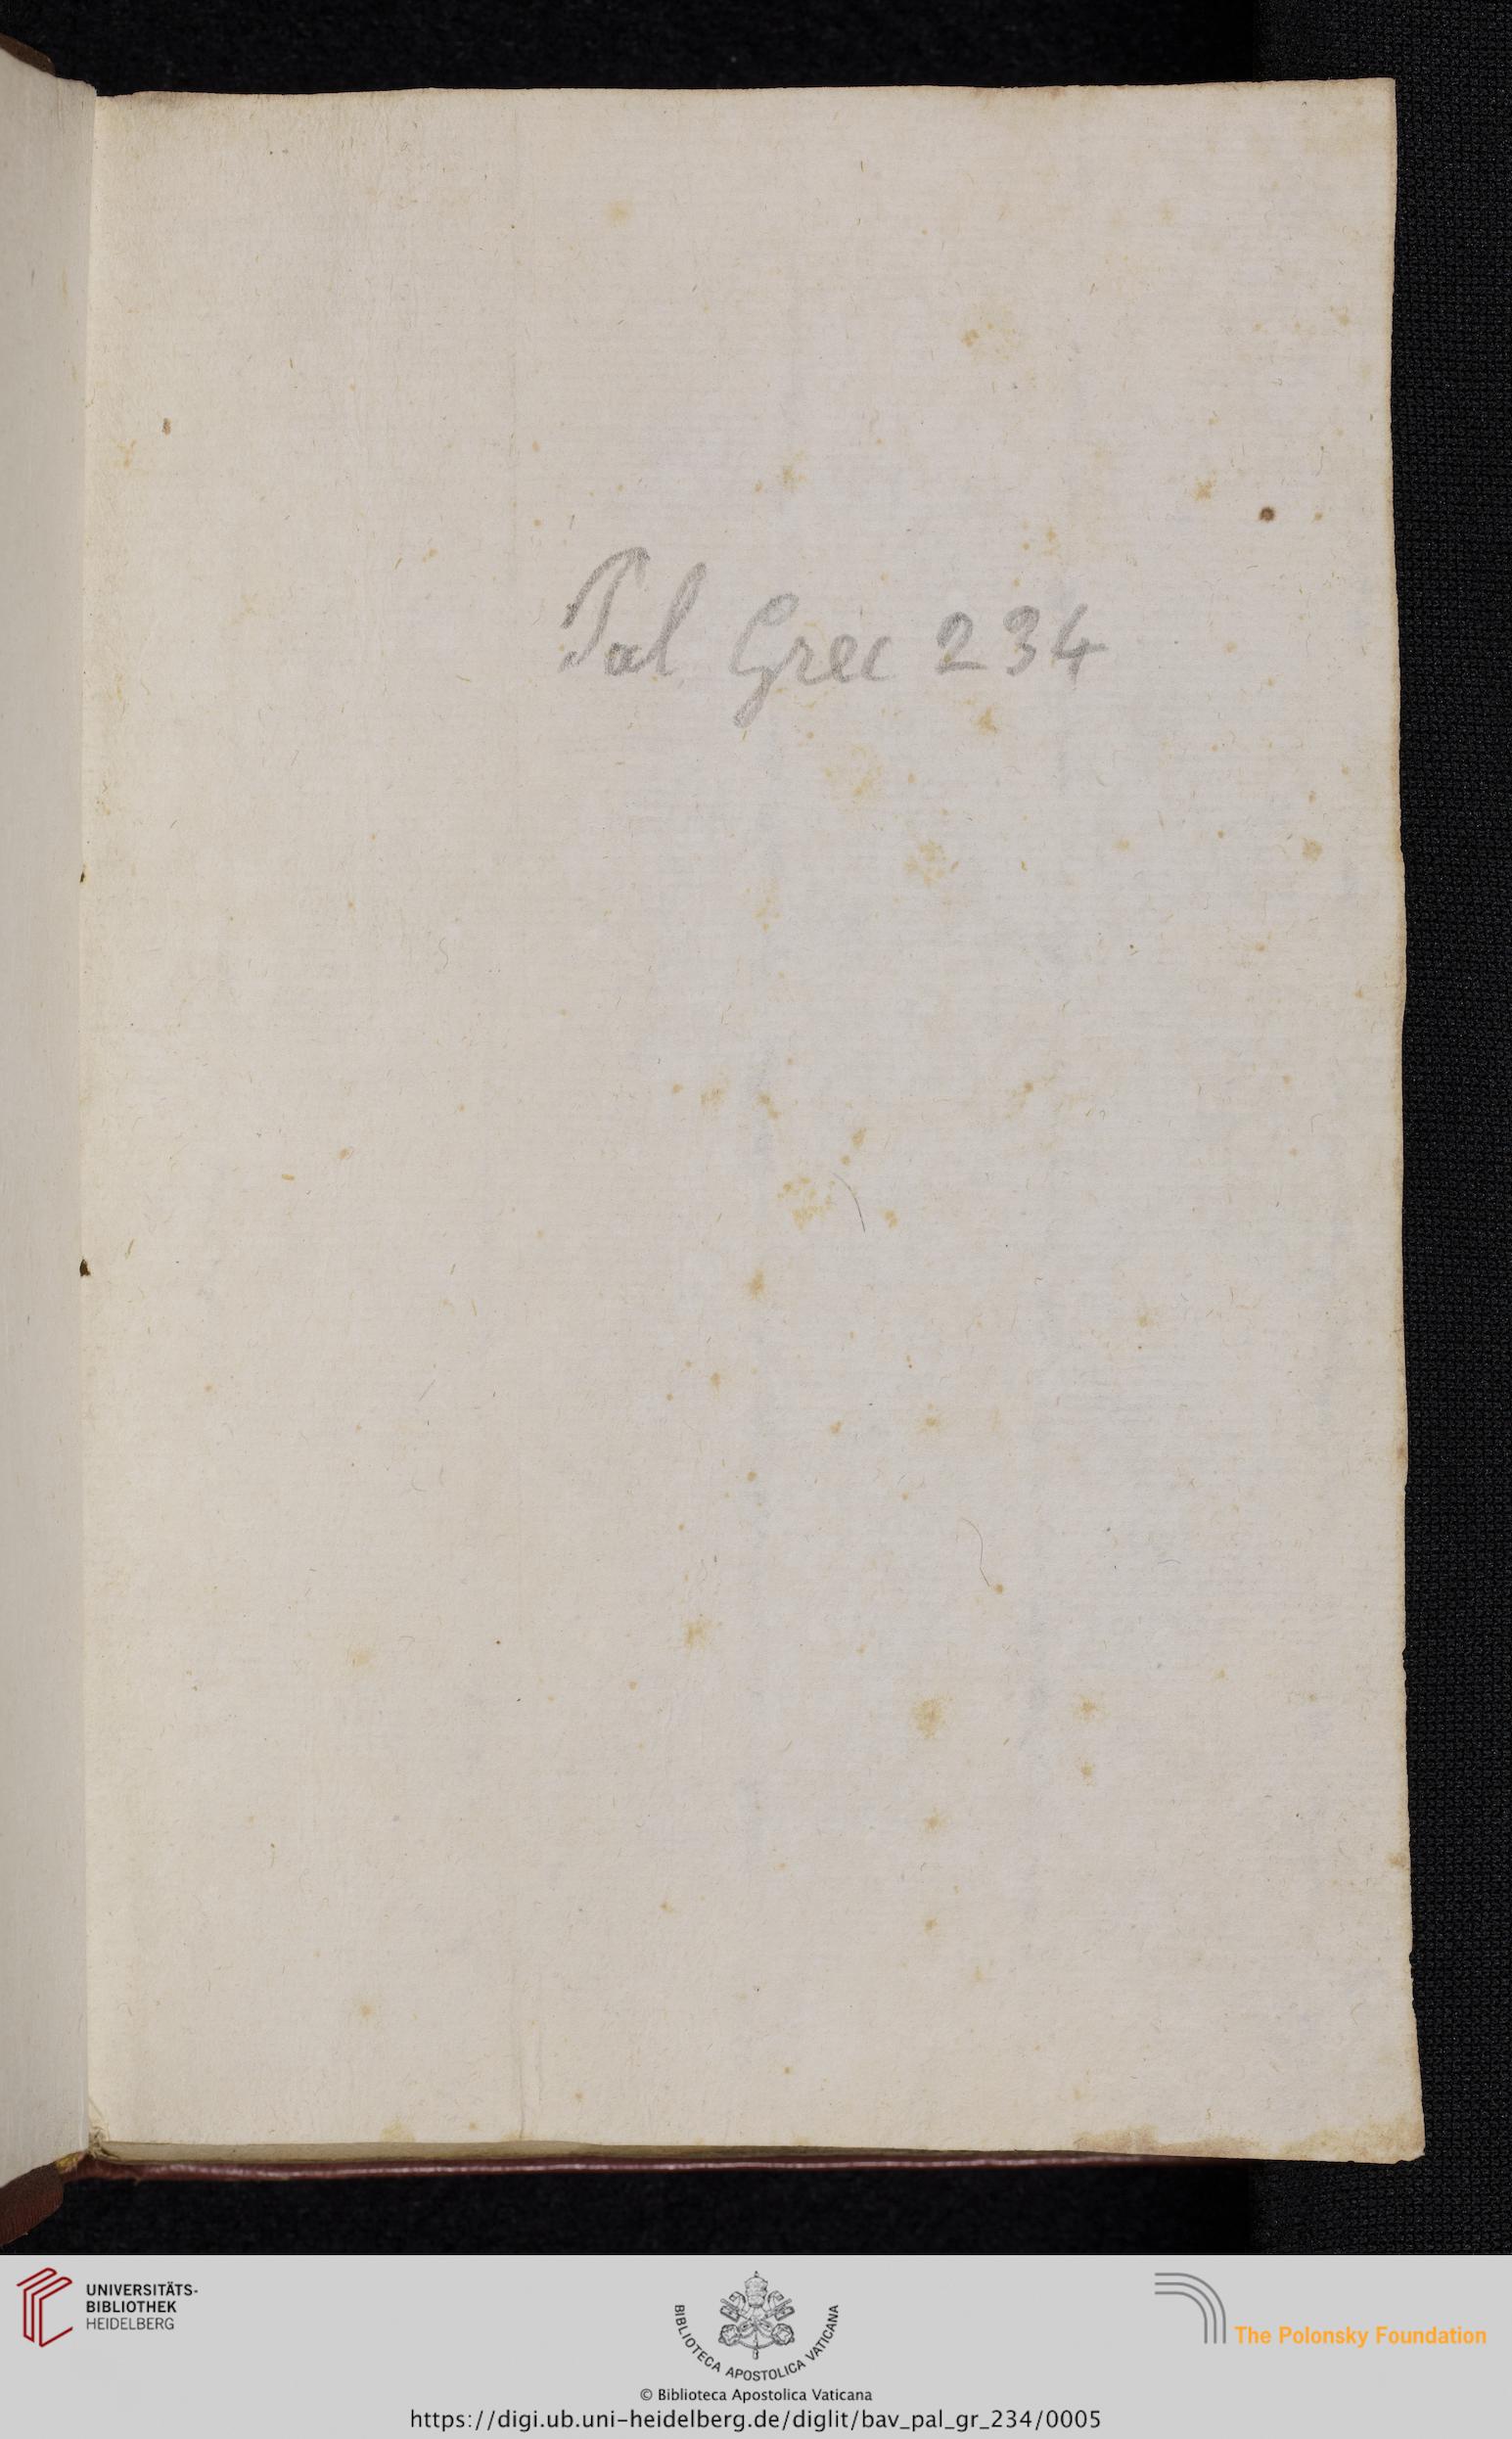 Pal Grec 234
UNIVERSITÄTS-
BIBLIOTHEK
HEIDELBERG
BIBLIOTECA APOSTOLICA VATICANA
The Polonsky Foundation
© Biblioteca Apostolica Vaticana
https://digi.ub.uni-heidelberg.de/diglit/bav_pal_gr_234/0005